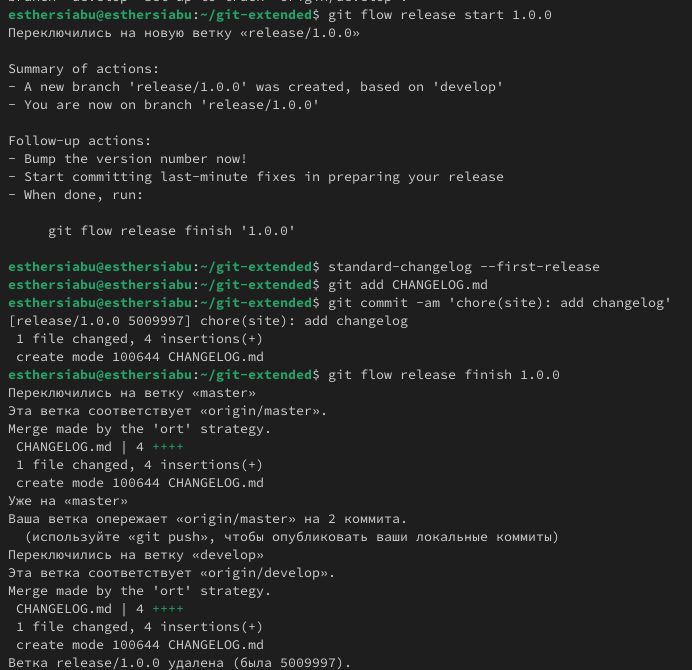 esthersiabu@esthersiabu:~/git-extended$ git flow release start 1.0.0
Переключились на новую ветку «release/1.0.0»
Summary of actions:
- A new branch 'release/1.0.0' was created, based on 'develop'
- You are now on branch 'release/1.0.0'
Follow-up actions:
- Bump the version number now!
- Start committing last-minute fixes in preparing your release
- When done, run:
git flow release finish '1.0.0'
esthersiabu@esthersiabu:~/git-extended$ standard-changelog --first-release
esthersiabu@esthersiabu:~/git-extended$ git add CHANGELOG.md
esthersiabu@esthersiabu:~/git-extended$ git commit -am 'chore(site): add changelog'
[release/1.0.0 5009997] chore(site): add changelog
1 file changed, 4 insertions(+)
create mode 100644 CHANGELOG.md
esthersiabu@esthersiabu:~/git-extended$ git flow release finish 1.0.0
Переключились на ветку «master»
Эта ветка соответствует «origin/master».
Merge made by the 'ort' strategy.
CHANGELOG.md | 4 ++++
1 file changed, 4 insertions(+)
create mode 100644 CHANGELOG.md
Уже на «master»
Ваша ветка опережает «origin/master» на 2 коммита.
(используйте «git push», чтобы опубликовать ваши локальные коммиты)
Переключились на ветку «develop»
Эта ветка соответствует «origin/develop».
Merge made by the 'ort' strategy.
CHANGELOG.md | 4 ++++
1 file changed, 4 insertions(+)
create mode 100644 CHANGELOG.md
Ветка release/1.0.0 удалена (была 5009997).